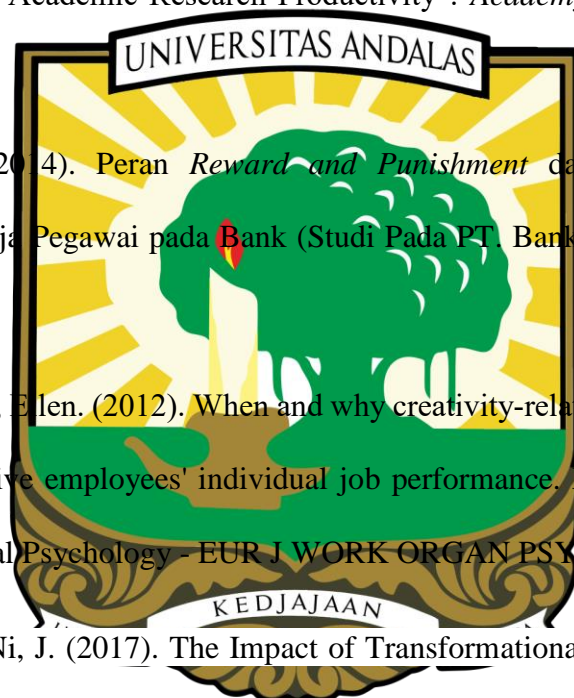 Academic Research Productivity". Academ
UNIVERSITAS ANDALAS
2014). Peran Reward and Punishment da
ja Pegawai pada Bank (Studi Pada PT. Bank
, Ellen. (2012). When and why creativity-rela
ive employees' individual job performance.
al Psychology - EUR J WORK ORGAN PSY
KEDJAJAAN
Ni, J. (2017). The Impact of Transformationa